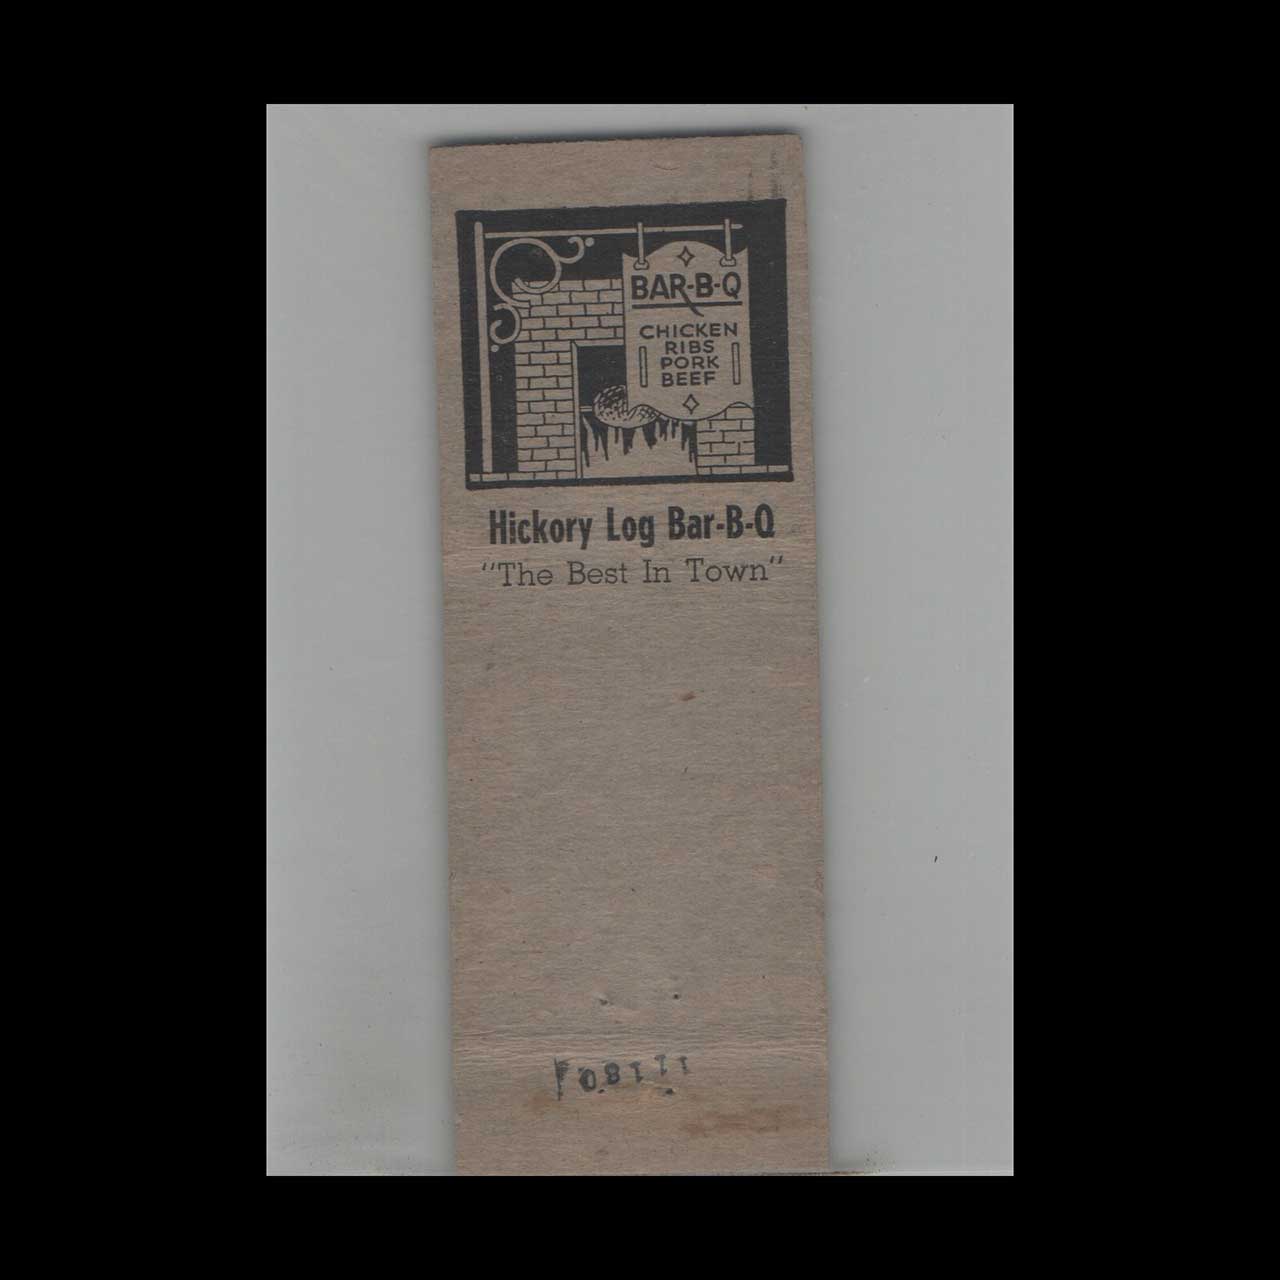 BAR-B-Q
CHICKEN
RIBS
PORK
BEEF
Hickory Log Bar-B-Q
"The Best In Town"